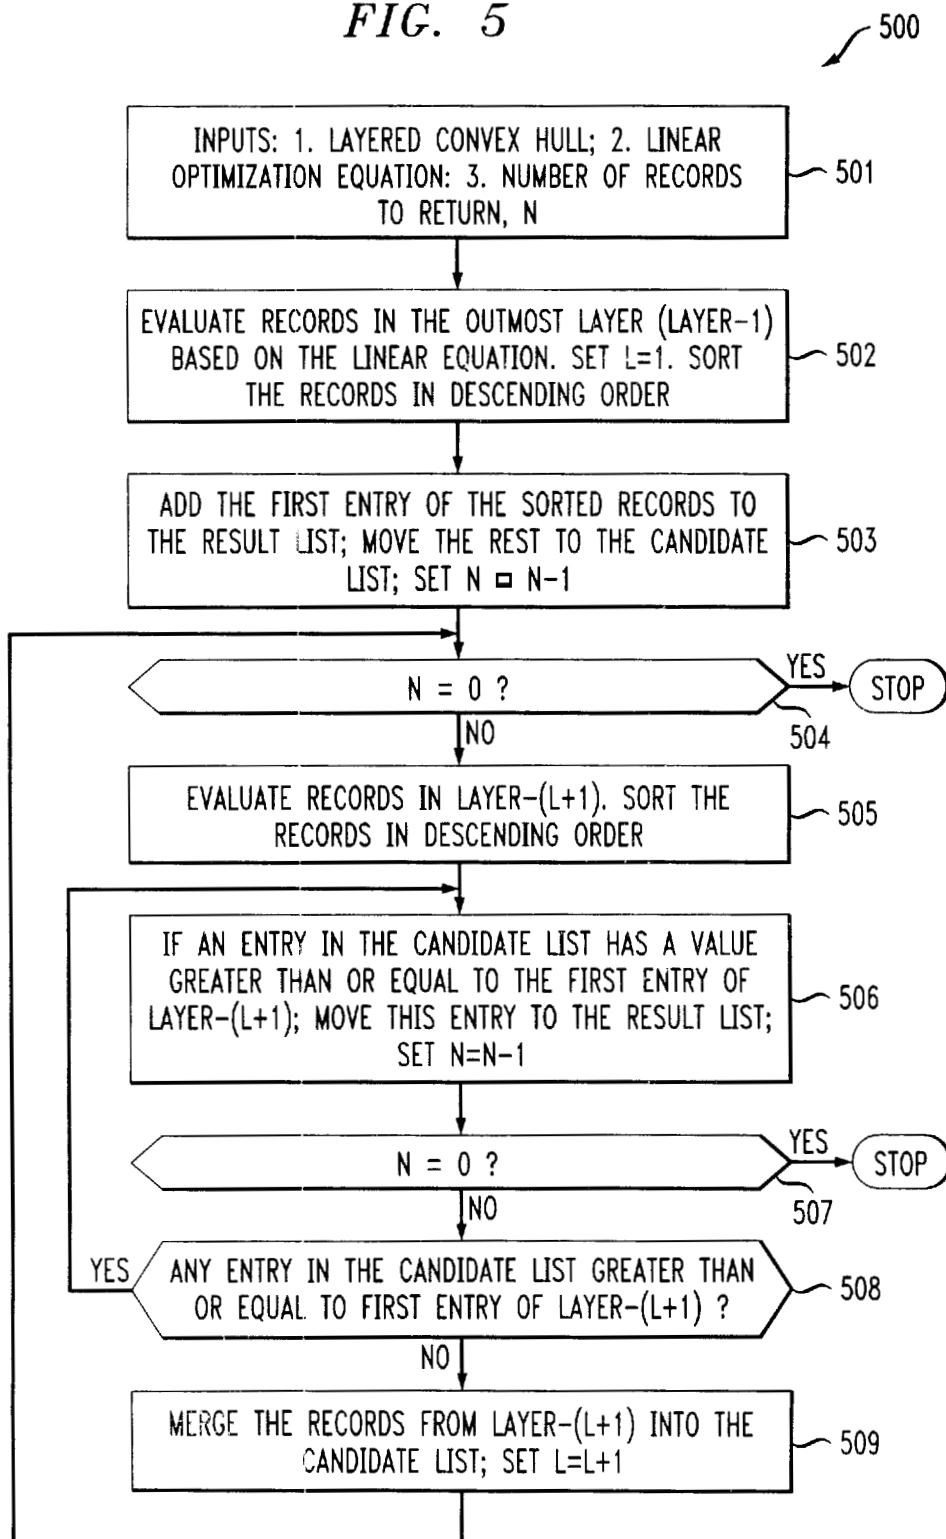 FIG. 5
500
INPUTS: 1. LAYERED CONVEX HULL; 2. LINEAR
OPTIMIZATION EQUATION: 3. NUMBER OF RECORDS
TO RETURN, N
501
EVALUATE RECORDS IN THE OUTMOST LAYER (LAYER-1)
BASED ON THE LINEAR EQUATION. SET L=1. SORT
THE RECORDS IN DESCENDING ORDER
502
ADD THE FIRST ENTRY OF THE SORTED RECORDS TO
THE RESULT LIST; MOVE THE REST TO THE CANDIDATE
LIST; SET N = N-1
503
N = 0 ?
YES
STOP
504
NO
EVALUATE RECORDS IN LAYER-(L+1). SORT THE
RECORDS IN DESCENDING ORDER
505
IF AN ENTRY IN THE CANDIDATE LIST HAS A VALUE
GREATER THAN OR EQUAL TO THE FIRST ENTRY OF
LAYER-(L+1); MOVE THIS ENTRY TO THE RESULT LIST;
SET N=N-1
506
N = 0 ?
YES
STOP
507
NO
YES
ANY ENTRY IN THE CANDIDATE LIST GREATER THAN
OR EQUAL TO FIRST ENTRY OF LAYER-(L+1) ?
508
NO
MERGE THE RECORDS FROM LAYER-(L+1) INTO THE
CANDIDATE LIST; SET L=L+1
509